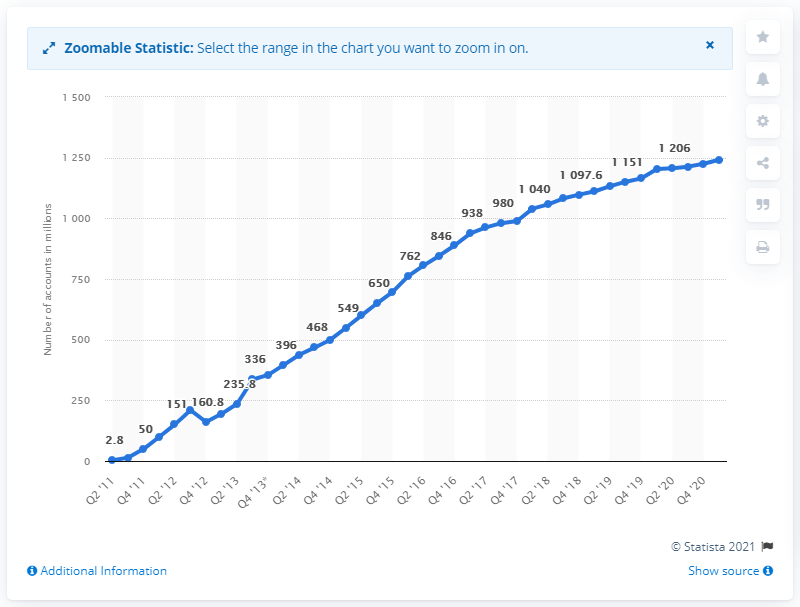 Zoomable Statistic: Select the range in the chart you want to zoom in on.
Number of accounts in millions
1 500
1 250
1 000
750
500
250
0
2.8
50
151
160.8
235.8
336
396
468
549
650
762
846
938
980
1 040
1 097.6
1 151
1 206
Q2 '11
Q4 '11
Q2 '12
Q4 '12
Q2 '13
Q4 '13*
Q2 '14
Q4 '14
Q2 '15
Q4 '15
Q2 '16
Q4 '16
Q2 '17
Q4 '17
Q2 '18
Q4 '18
Q2 '19
Q4 '19
Q2 '20
Q4 '20
© Statista 2021
Additional Information
Show source